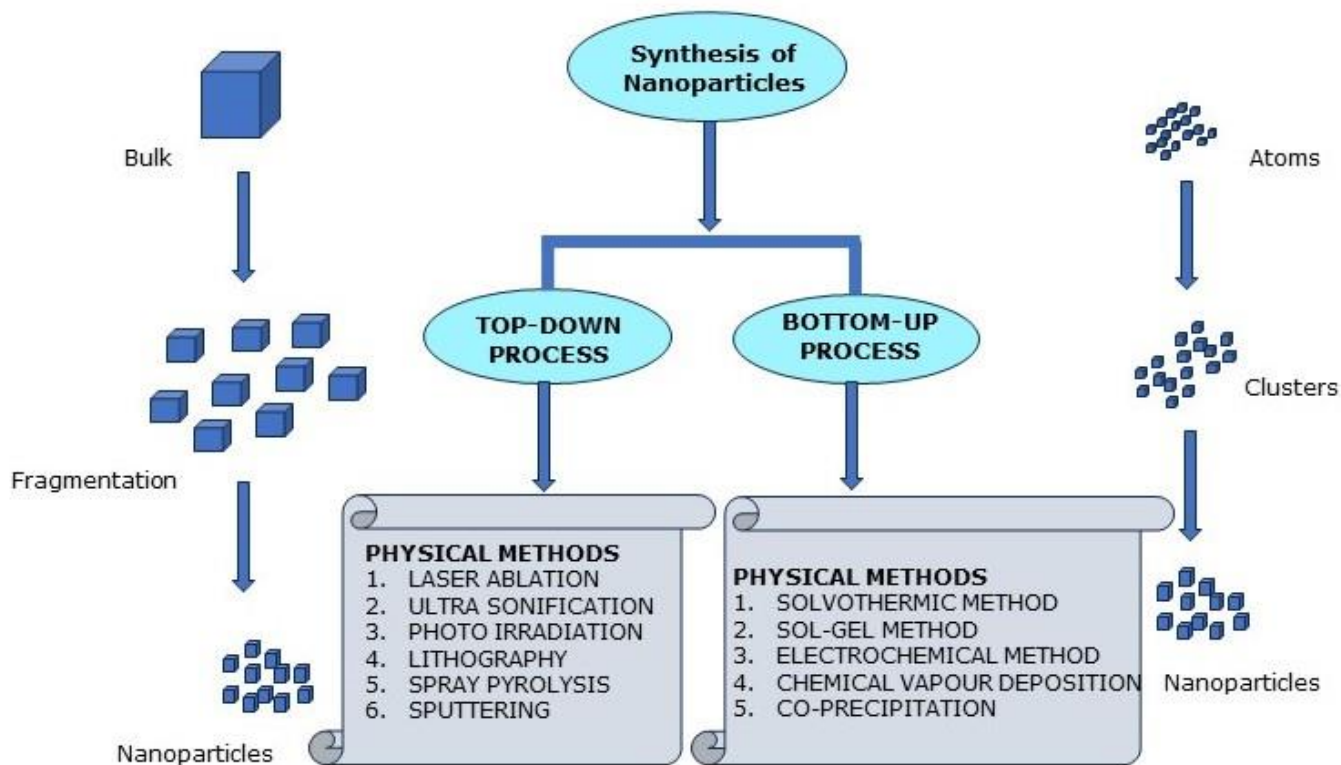 Synthesis of
Nanoparticles
Bulk
Atoms
TOP-DOWN
PROCESS
BOTTOM-UP
PROCESS
Clusters
Fragmentation
PHYSICAL METHODS
1. LASER ABLATION
2. ULTRA SONIFICATION
3. PHOTO IRRADIATION
4. LITHOGRAPHY
5. SPRAY PYROLYSIS
6. SPUTTERING
PHYSICAL METHODS
1. SOLVOTHERMIC METHOD
2. SOL-GEL METHOD
3. ELECTROCHEMICAL METHOD
4. CHEMICAL VAPOUR DEPOSITION
5. CO-PRECIPITATION
Nanoparticles
Nanoparticles